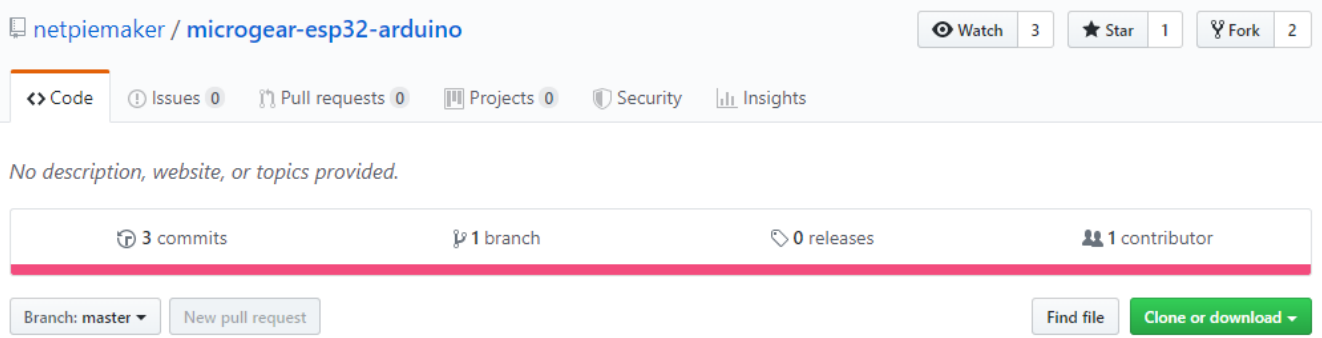 netpiemaker / microgear-esp32-arduino Watch 3 Star 1 Fork 2
Code Issues 0 Pull requests 0 Projects 0 Security Insights
No description, website, or topics provided.
3 commits 1 branch 0 releases 1 contributor
Branch: master New pull request Find file Clone or download